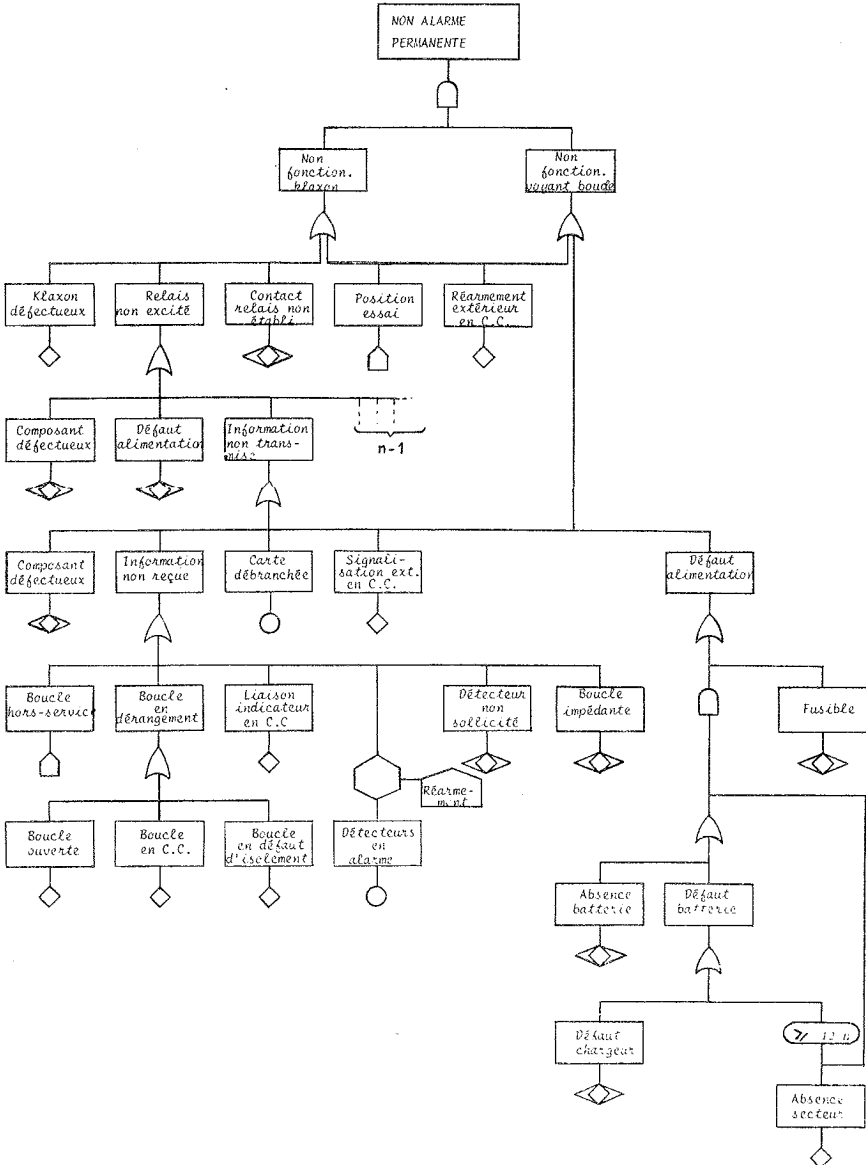 NON ALARME
PERMANENTE
Non
fonction.
klaxon
Non
fonction.
voyant boucle
Klaxon
défectueux
Relais
non excité
Contact
relais non
établi
Position
essai
Réarmement
extérieur
en C.C.
Composant
défectueux
Défaut
alimentation
Information
non trans-
mise
n-1
Composant
défectueux
Information
non reçue
Carte
débranchée
Signali-
sation ext.
en C.C.
Défaut
alimentation
Boucle
hors-service
Boucle
en
dérangement
Liaison
indicateur
en C.C
Détecteur
non
sollicité
Boucle
impédante
Fusible
Réarme-
ment
Boucle
ouverte
Boucle
en C.C.
Boucle
en défaut
d'isolement
Détecteurs
en
alarme
Absence
batterie
Défaut
batterie
Défaut
chargeur
⩾ 12 h
Absence
secteur